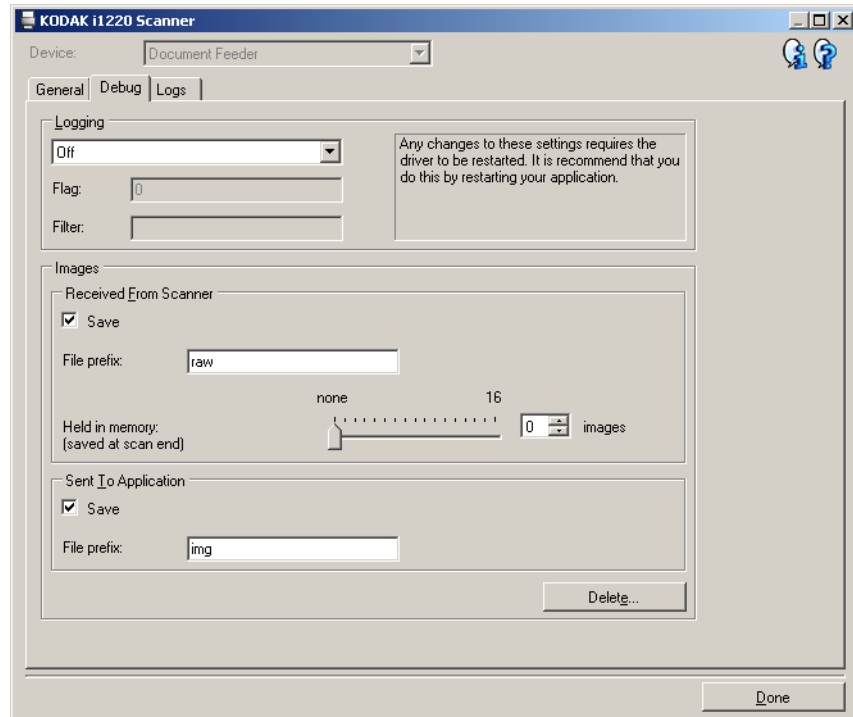 KODAK i1220 Scanner
Device: Document Feeder
General Debug Logs
Logging
Off
Any changes to these settings requires the
driver to be restarted. It is recommend that you
do this by restarting your application.
Flag: 0
Filter:
Images
Received From Scanner
Save
File prefix: raw
none 16
Held in memory: 0 images
(saved at scan end)
Sent To Application
Save
File prefix: img
Delete...
Done